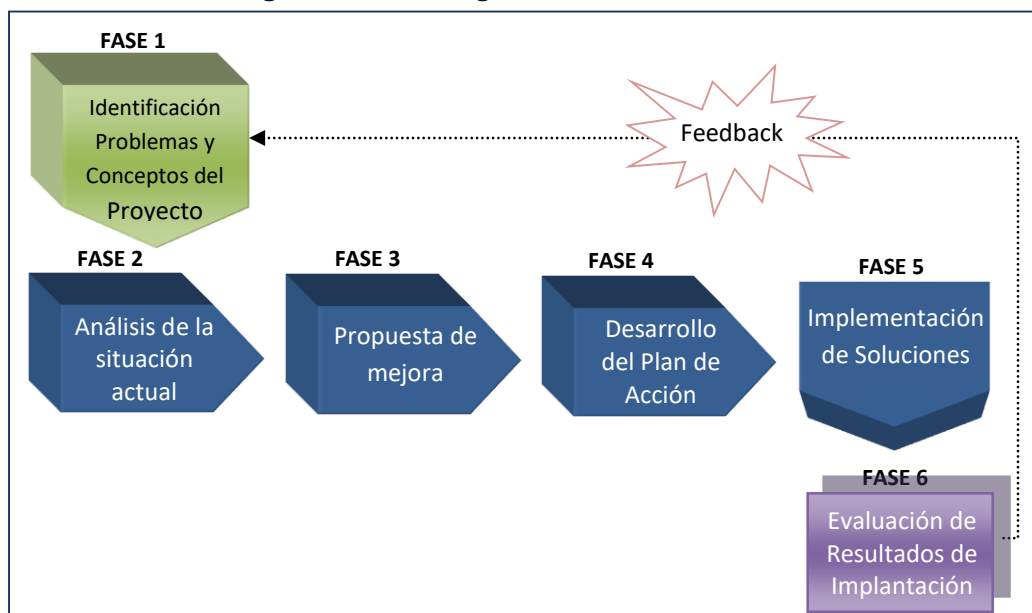 FASE 1
Identificación
Problemas y
Conceptos del
Proyecto
Feedback
FASE 2
Análisis de la
situación
actual
FASE 3
Propuesta de
mejora
FASE 4
Desarrollo
del Plan de
Acción
FASE 5
Implementación
de Soluciones
FASE 6
Evaluación de
Resultados de
Implantación